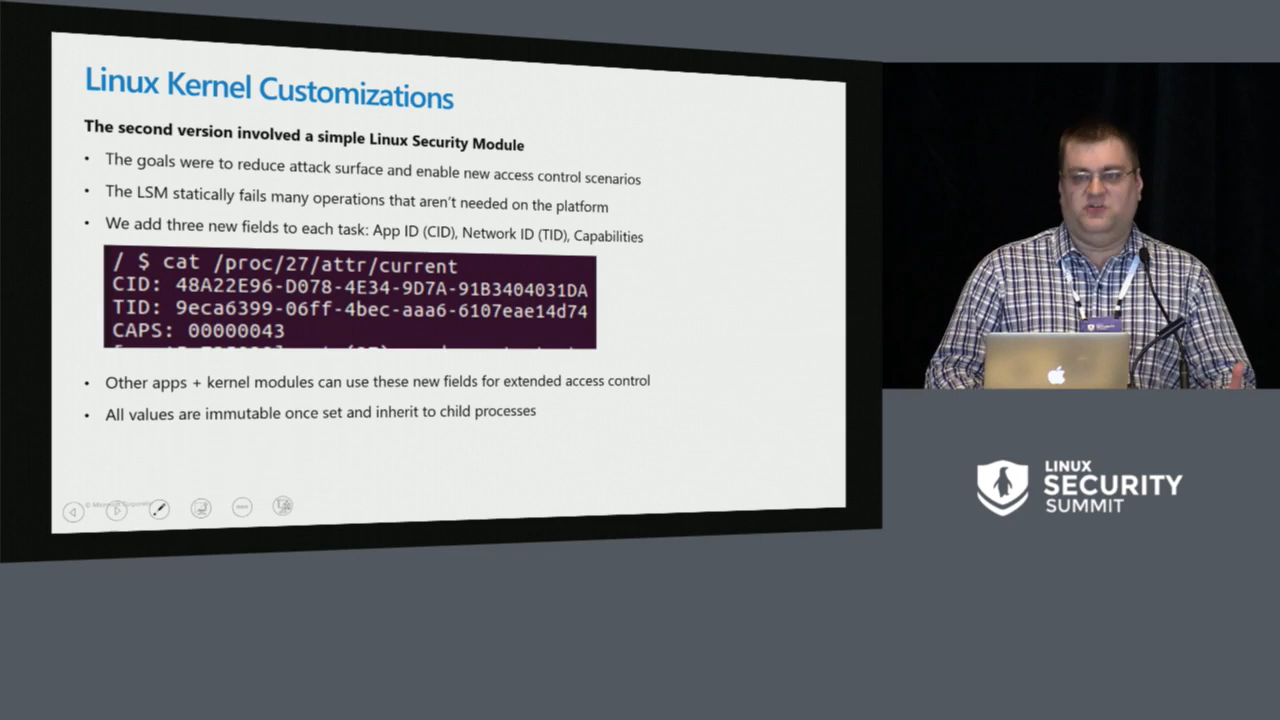 Linux Kernel Customizations
The second version involved a simple Linux Security Module
• The goals were to reduce attack surface and enable new access control scenarios
• The LSM statically fails many operations that aren't needed on the platform
• We add three new fields to each task: App ID (CID), Network ID (TID), Capabilities
/ $ cat /proc/27/attr/current
CID: 48A22E96-D078-4E34-9D7A-91B3404031DA
TID: 9eca6399-06ff-4bec-aaa6-6107eae14d74
CAPS: 00000043
• Other apps + kernel modules can use these new fields for extended access control
• All values are immutable once set and inherit to child processes
© Microsoft Corporation
LINUX
SECURITY
SUMMIT